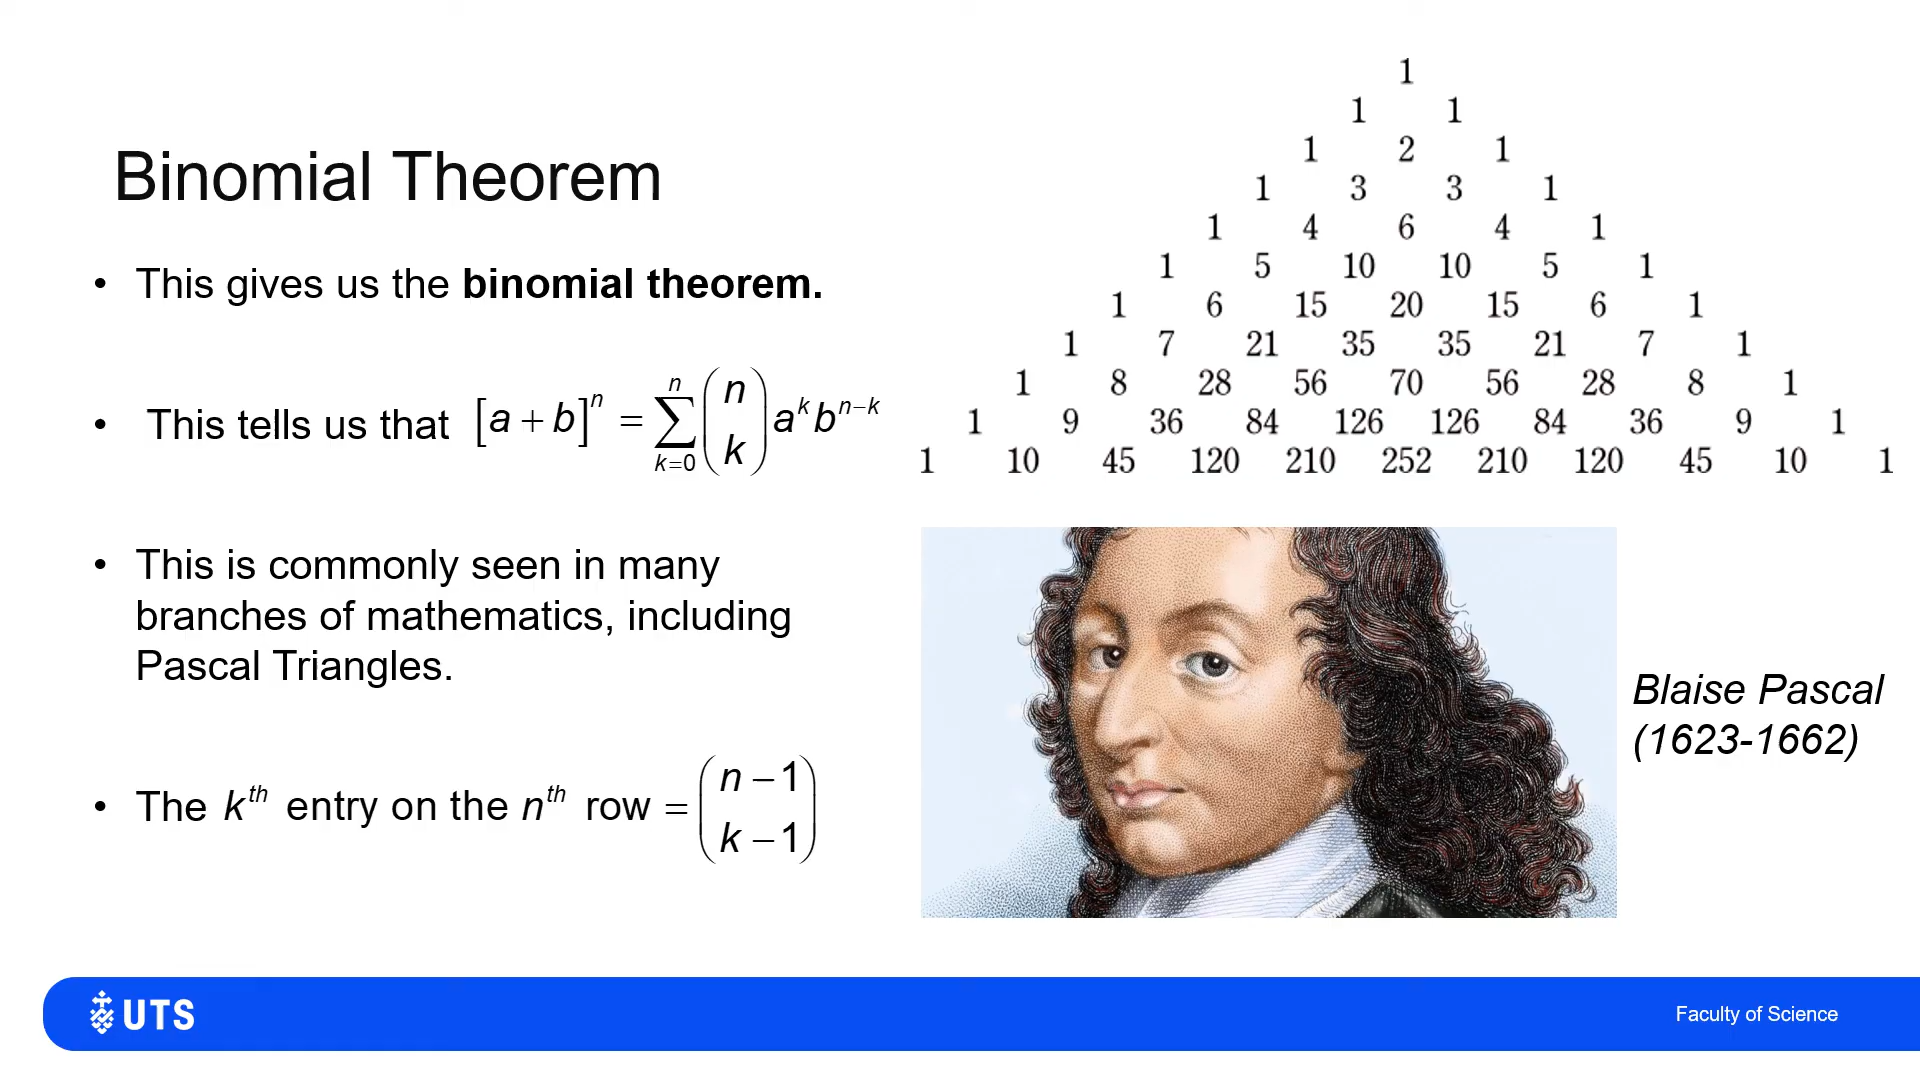 Binomial Theorem
• This gives us the binomial theorem.
• This tells us that [a + b]^n = ∑_{k=0}^{n} (n k) a^k b^{n−k}
• This is commonly seen in many
branches of mathematics, including
Pascal Triangles.
• The k^th entry on the n^th row = (n − 1 k − 1)
1
1 1
1 2 1
1 3 3 1
1 4 6 4 1
1 5 10 10 5 1
1 6 15 20 15 6 1
1 7 21 35 35 21 7 1
1 8 28 56 70 56 28 8 1
1 9 36 84 126 126 84 36 9 1
1 10 45 120 210 252 210 120 45 10 1
Blaise Pascal
(1623-1662)
UTS
Faculty of Science